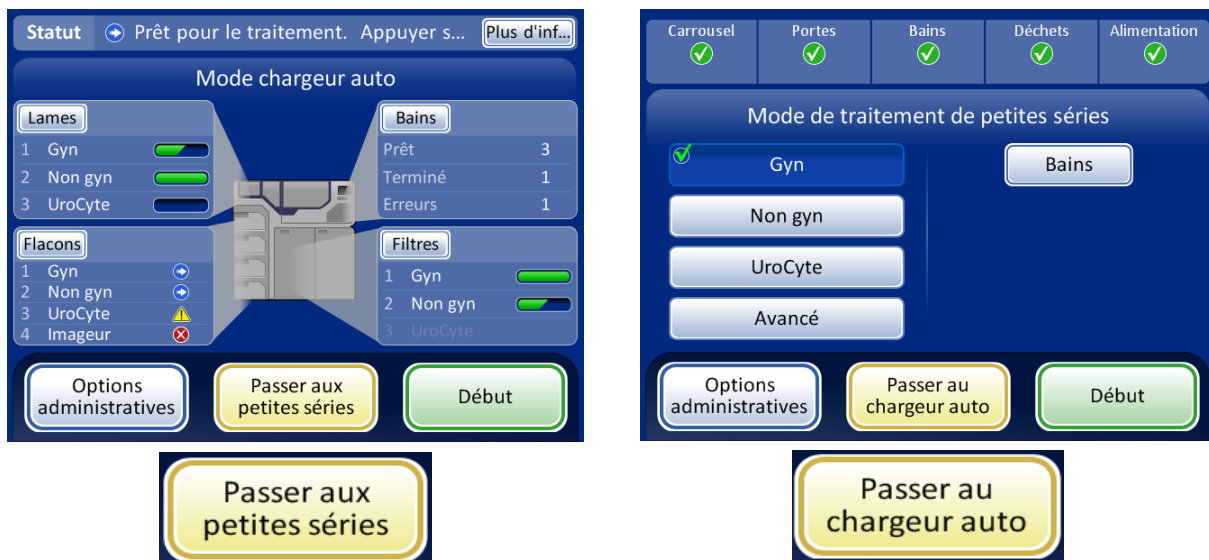 Statut Prêt pour le traitement. Appuyer s... Plus d'inf...
Mode chargeur auto
Lames
1 Gyn
2 Non gyn
3 UroCyte
Bains
Prêt 3
Terminé 1
Erreurs 1
Flacons
1 Gyn
2 Non gyn
3 UroCyte
4 Imageur
Filtres
1 Gyn
2 Non gyn
3 UroCyte
Options
administratives
Passer aux
petites séries
Début
Passer aux
petites séries
Carrousel Portes Bains Déchets Alimentation
Mode de traitement de petites séries
Gyn
Non gyn
UroCyte
Avancé
Bains
Options
administratives
Passer au
chargeur auto
Début
Passer au
chargeur auto